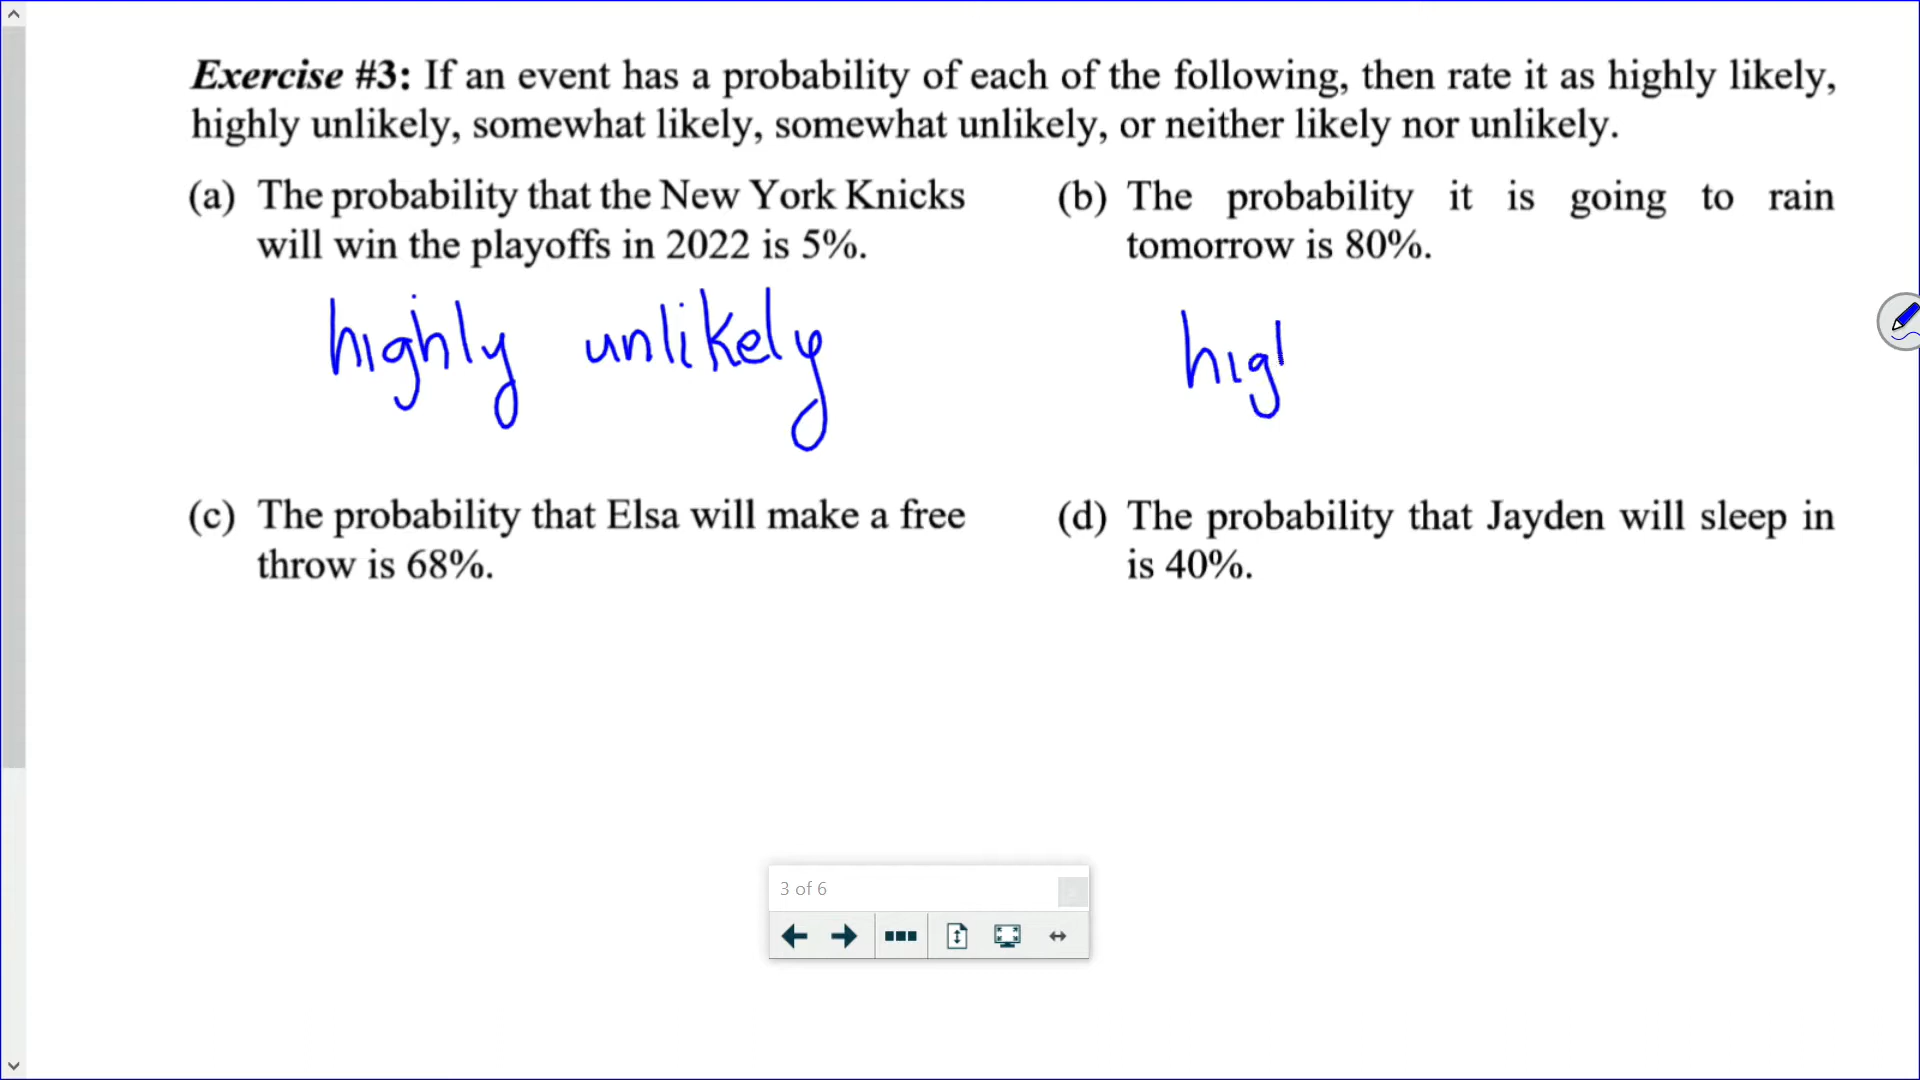 Exercise #3: If an event has a probability of each of the following, then rate it as highly likely,
highly unlikely, somewhat likely, somewhat unlikely, or neither likely nor unlikely.
(a) The probability that the New York Knicks
will win the playoffs in 2022 is 5%.
highly unlikely
(b) The probability it is going to rain
tomorrow is 80%.
hig
(c) The probability that Elsa will make a free
throw is 68%.
(d) The probability that Jayden will sleep in
is 40%.
3 of 6